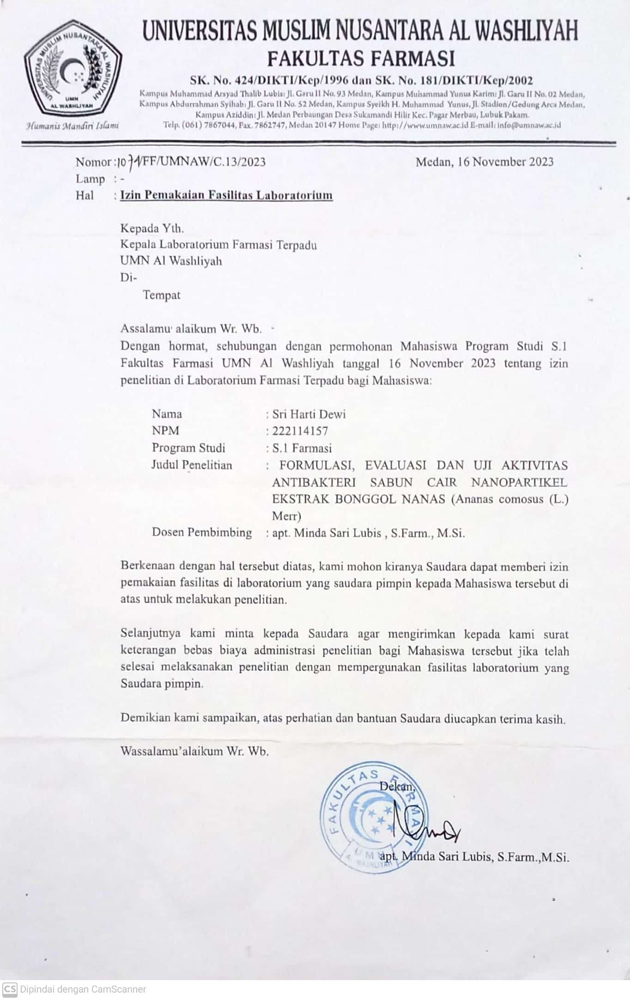 UNIVERSITAS MUSLIM NUSANTARA AL WASHLIYAH
UMN
AL WASHLIYAH
Humanis Mandiri Islami
UNIVERSITAS MUSLIM NUSANTARA AL WASHLIYAH
FAKULTAS FARMASI
SK. No. 424/DIKTI/Kep/1996 dan SK. No. 181/DIKTI/Kep/2002
Kampus Muhammad Arsyad Thalib Lubis: Jl. Garu II No. 93 Medan, Kampus Muhammad Yunus Karim: Jl. Garu II No. 02 Medan,
Kampus Abdurrahman Syihab: Jl. Garu II No. 52 Medan, Kampus Syeikh H. Muhammad Yunus, Jl. Stadion/Gedung Arca Medan,
Kampus Aziddin: Jl. Medan Perbaungan Desa Sukamandi Hilir Kec. Pagar Merbau, Lubuk Pakam.
Telp. (061) 7867044, Fax. 7862747, Medan 20147 Home Page: http://www.umnaw.ac.id E-mail: info@umnaw.ac.id
Nomor : /FF/UMNAW/C.13/2023 Medan, 16 November 2023
Lamp : -
Hal : Izin Pemakaian Fasilitas Laboratorium
Kepada Yth.
Kepala Laboratorium Farmasi Terpadu
UMN Al Washliyah
Di-
Tempat
Assalamu' alaikum Wr. Wb.
Dengan hormat, sehubungan dengan permohonan Mahasiswa Program Studi S.1
Fakultas Farmasi UMN Al Washliyah tanggal 16 November 2023 tentang izin
penelitian di Laboratorium Farmasi Terpadu bagi Mahasiswa:
Nama : Sri Harti Dewi
NPM : 222114157
Program Studi : S.1 Farmasi
Judul Penelitian : FORMULASI, EVALUASI DAN UJI AKTIVITAS
ANTIBAKTERI SABUN CAIR NANOPARTIKEL
EKSTRAK BONGGOL NANAS (Ananas comosus (L.)
Merr)
Dosen Pembimbing : apt. Minda Sari Lubis , S.Farm., M.Si.
Berkenaan dengan hal tersebut diatas, kami mohon kiranya Saudara dapat memberi izin
pemakaian fasilitas di laboratorium yang saudara pimpin kepada Mahasiswa tersebut di
atas untuk melakukan penelitian.
Selanjutnya kami minta kepada Saudara agar mengirimkan kepada kami surat
keterangan bebas biaya administrasi penelitian bagi Mahasiswa tersebut jika telah
selesai melaksanakan penelitian dengan mempergunakan fasilitas laboratorium yang
Saudara pimpin.
Demikian kami sampaikan, atas perhatian dan bantuan Saudara diucapkan terima kasih.
Wassalamu'alaikum Wr. Wb.
Dekan,
FAKULTAS FARMASI
UMN
AL WASHLIYAH
apt. Minda Sari Lubis, S.Farm.,M.Si.
CS Dipindai dengan CamScanner